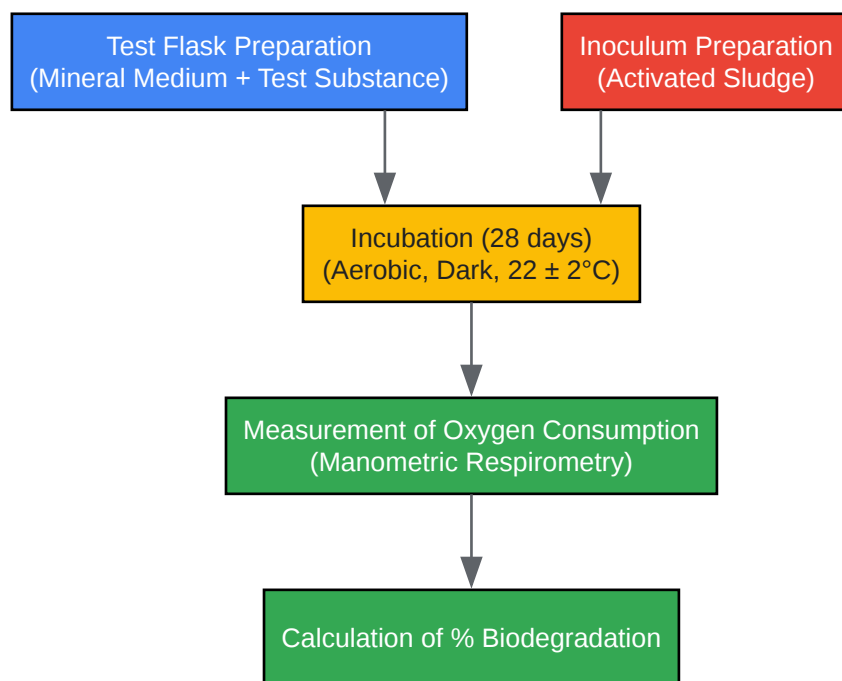 Test Flask Preparation
(Mineral Medium + Test Substance)
Inoculum Preparation
(Activated Sludge)
Incubation (28 days)
(Aerobic, Dark, 22 ± 2°C)
Measurement of Oxygen Consumption
(Manometric Respirometry)
Calculation of % Biodegradation